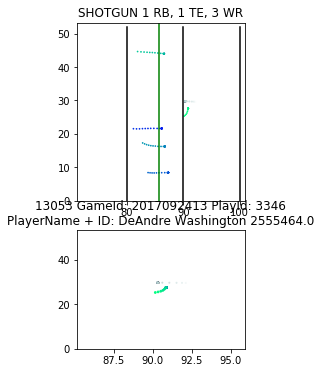 SHOTGUN 1 RB, 1 TE, 3 WR
50
40
30
20
10
0
80 90 100
13053 GameId: 2017092413 PlayId: 3346
PlayerName + ID: DeAndre Washington 2555464.0
40
20
0
87.5 90.0 92.5 95.0